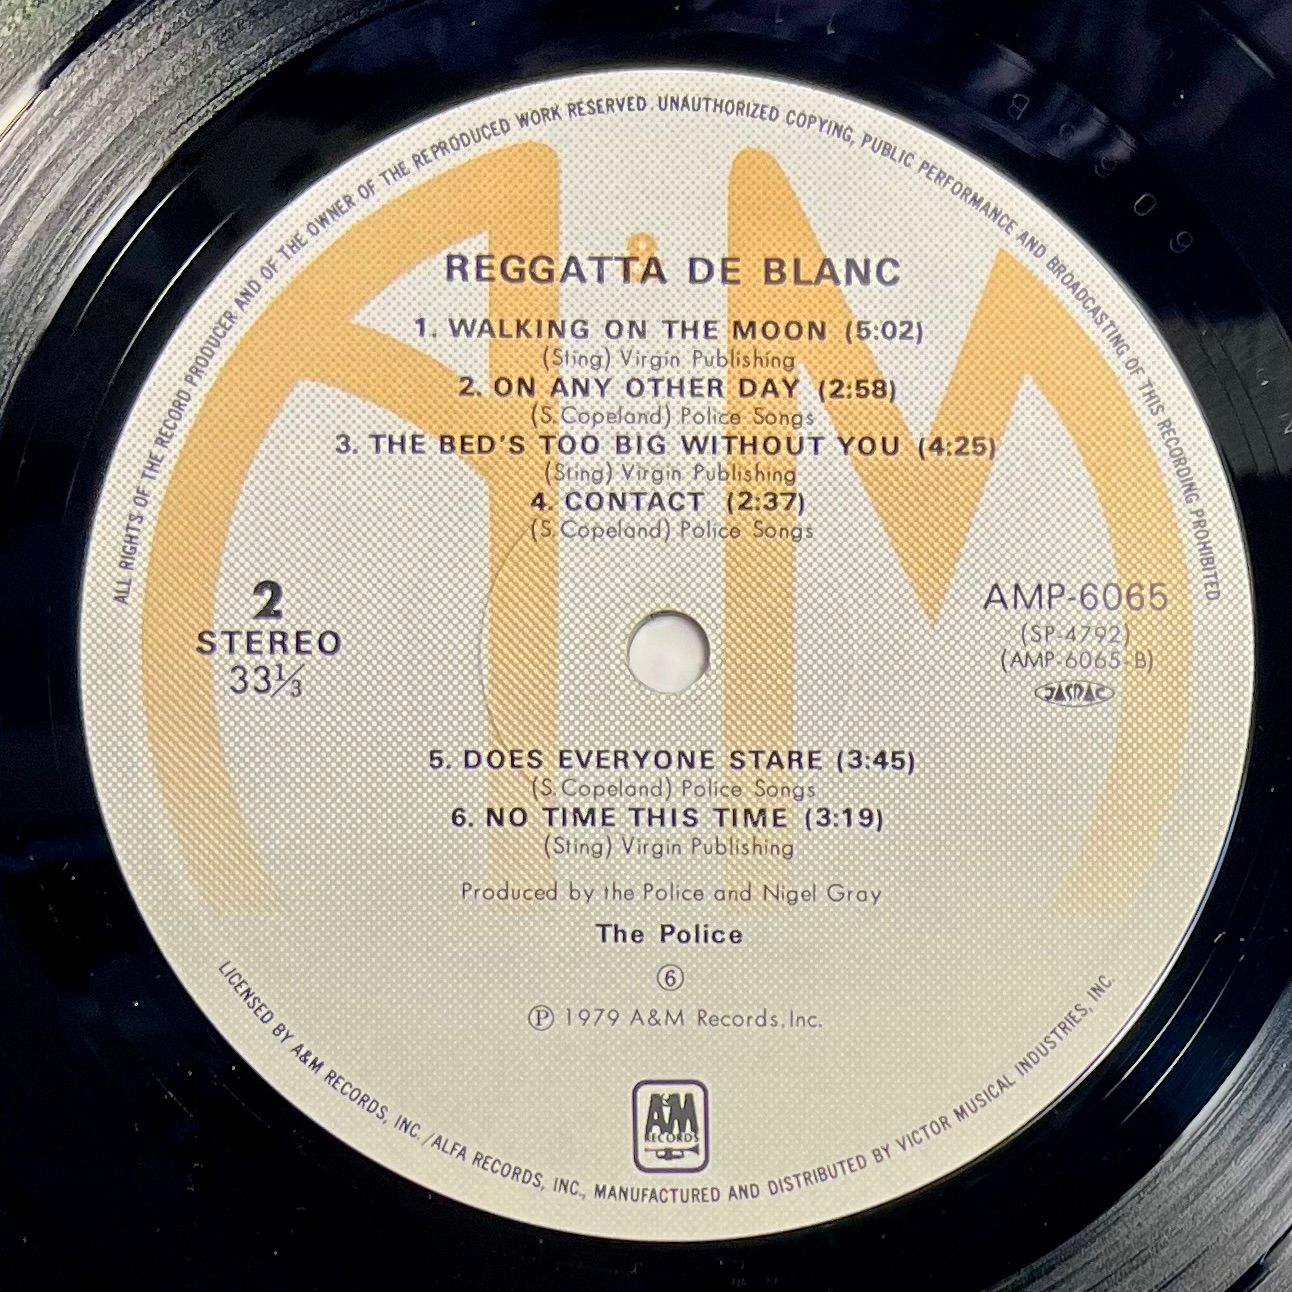 ALL RIGHTS OF THE RECORD PRODUCER AND OF THE OWNER OF THE REPRODUCED WORK RESERVED. UNAUTHORIZED COPYING, PUBLIC PERFORMANCE AND BROADCASTING OF THIS RECORDING PROHIBITED.
REGGATTA DE BLANC
1. WALKING ON THE MOON (5:02)
(Sting) Virgin Publishing
2. ON ANY OTHER DAY (2:58)
(S. Copeland) Police Songs
3. THE BED'S TOO BIG WITHOUT YOU (4:25)
(Sting) Virgin Publishing
4. CONTACT (2:37)
(S. Copeland) Police Songs
2
STEREO
33⅓
AMP-6065
(SP-4792)
(AMP-6065-B)
JASRAC
5. DOES EVERYONE STARE (3:45)
(S. Copeland) Police Songs
6. NO TIME THIS TIME (3:19)
(Sting) Virgin Publishing
Produced by the Police and Nigel Gray
The Police
⑥
Ⓟ 1979 A&M Records, Inc.
A&M
RECORDS
LICENSED BY A&M RECORDS, INC./ALFA RECORDS, INC., MANUFACTURED AND DISTRIBUTED BY VICTOR MUSICAL INDUSTRIES, INC.